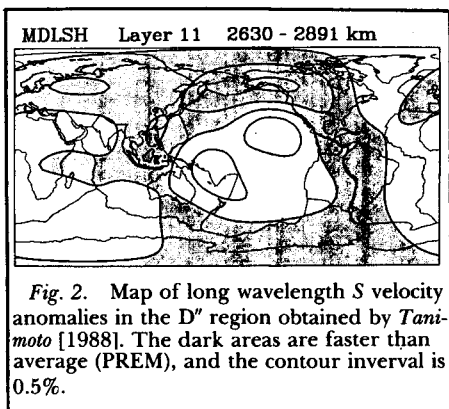 MDLSH Layer 11 2630 - 2891 km
Fig. 2. Map of long wavelength S velocity
anomalies in the D″ region obtained by Tani-
moto [1988]. The dark areas are faster than
average (PREM), and the contour inverval is
0.5%.